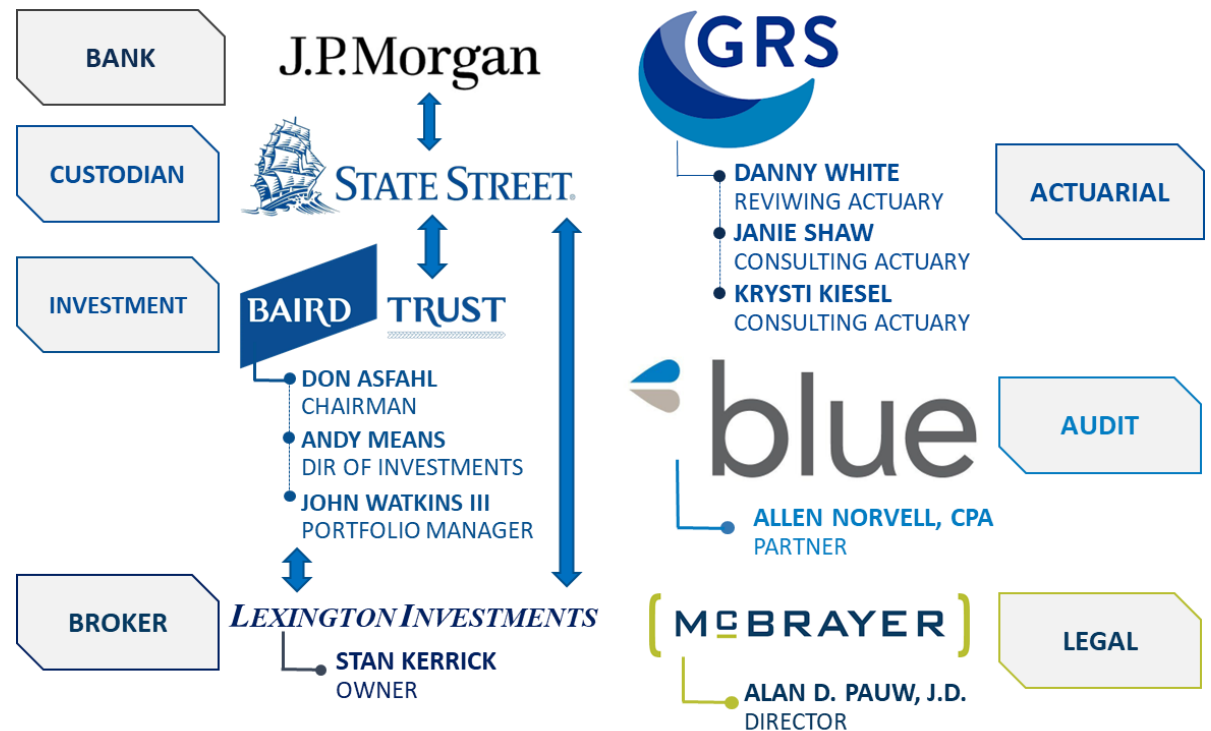 BANK
J.P.Morgan
CUSTODIAN
STATE STREET.
INVESTMENT
BAIRD TRUST
DON ASFAHL
CHAIRMAN
ANDY MEANS
DIR OF INVESTMENTS
JOHN WATKINS III
PORTFOLIO MANAGER
BROKER
LEXINGTON INVESTMENTS
STAN KERRICK
OWNER
GRS
DANNY WHITE
REVIWING ACTUARY
JANIE SHAW
CONSULTING ACTUARY
KRYSTI KIESEL
CONSULTING ACTUARY
ACTUARIAL
blue
AUDIT
ALLEN NORVELL, CPA
PARTNER
McBRAYER
LEGAL
ALAN D. PAUW, J.D.
DIRECTOR